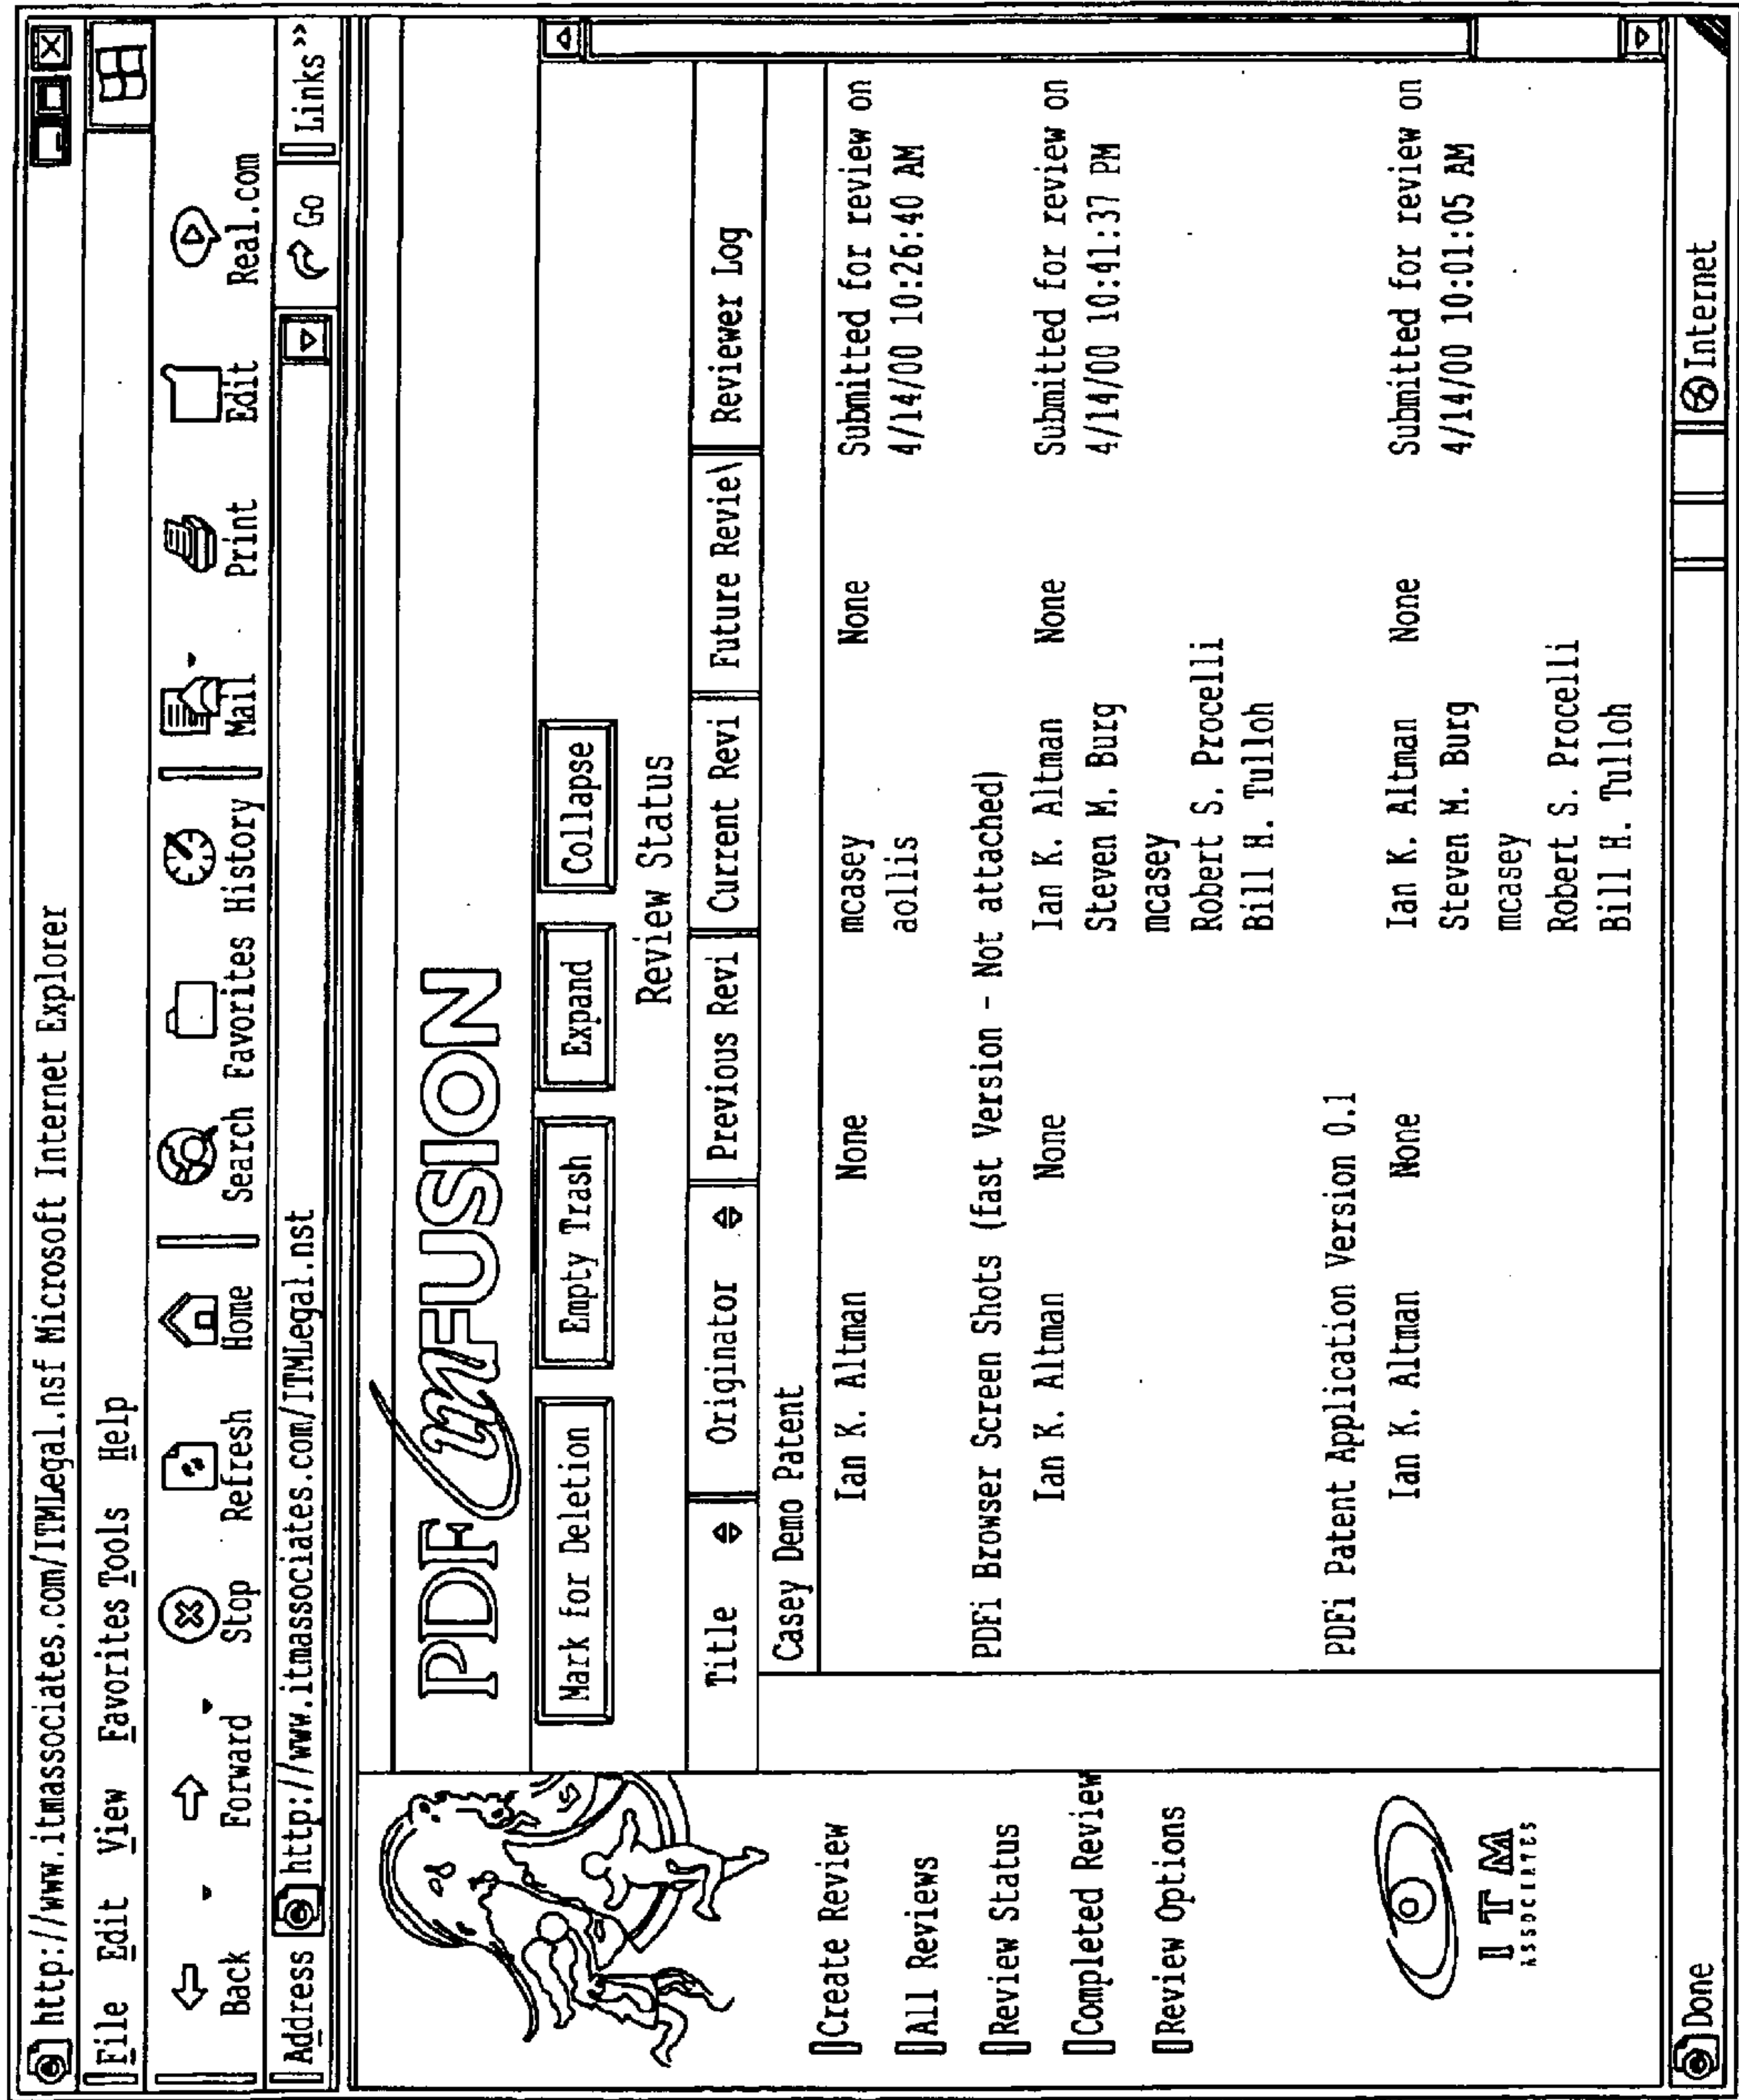 http://www.itmassociates.com/ITMLegal.nsf Microsoft Internet Explorer
File Edit View Favorites Tools Help
Back Forward Stop Refresh Home Search Favorites History Mail Print Edit Real.com
Address http://www.itmassociates.com/ITMLegal.nst Go Links »
PDF inFUSION
Mark for Deletion Empty Trash Expand Collapse
Review Status
Title Originator Previous Revi Current Revi Future Revie\ Reviewer Log
Create Review
All Reviews
Review Status
Completed Review
Review Options
ITM
ASSOCIATES
Casey Demo Patent
Ian K. Altman None mcasey None Submitted for review on
aollis 4/14/00 10:26:40 AM
PDFi Browser Screen Shots (fast Version - Not attached)
Ian K. Altman None Ian K. Altman None Submitted for review on
Steven M. Burg 4/14/00 10:41:37 PM
mcasey
Robert S. Procelli
Bill H. Tulloh
PDFi Patent Application Version 0.1
Ian K. Altman None Ian K. Altman None Submitted for review on
Steven M. Burg 4/14/00 10:01:05 AM
mcasey
Robert S. Procelli
Bill H. Tulloh
Done Internet